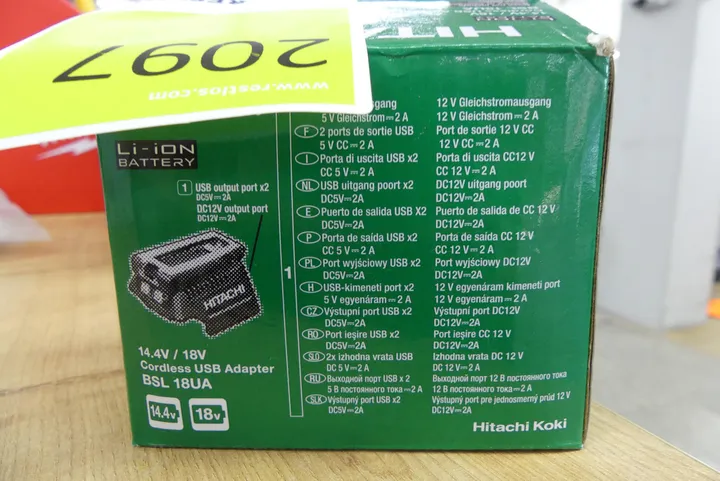 2097
www.restlos.com
HIT
Li-ion
BATTERY
1 USB output port x2
DC5V⎓2A
DC12V output port
DC12V⎓2A
HITACHI
14.4V / 18V
Cordless USB Adapter
BSL 18UA
14.4v 18v
1
gang 12 V Gleichstromausgang
5 V Gleichstrom⎓2 A 12 V Gleichstrom⎓2 A
F 2 ports de sortie USB Port de sortie 12 V CC
5 V CC⎓2 A 12 V CC⎓2 A
I Porta di uscita USB x2 Porta di uscita CC12 V
CC 5 V⎓2 A CC 12 V⎓2 A
NL USB uitgang poort x2 DC12V uitgang poort
DC5V⎓2A DC12V⎓2A
E Puerto de salida USB X2 Puerto de salida de CC 12 V
DC5V⎓2A DC12V⎓2A
P Porta de saída USB x2 Porta de saída CC 12 V
CC 5 V⎓2A CC 12 V⎓2 A
PL Port wyjściowy USB x2 Port wyjściowy DC12V
DC5V⎓2A DC12V⎓2A
H USB-kimeneti port x2 12 V egyenáram kimeneti port
5 V egyenáram⎓2 A 12 V egyenáram⎓2 A
CZ Výstupní port USB x2 Výstupní port DC12V
DC5V⎓2A DC12V⎓2A
RO Port ieşire USB x2 Port ieşire CC 12 V
DC5V⎓2A DC12V⎓2A
SLO 2x izhodna vrata USB Izhodna vrata DC 12 V
DC 5 V⎓2 A DC 12 V⎓2 A
RU Выходной порт USB x 2 Выходной порт 12 В постоянного тока
5 В постоянного тока⎓2 A 12 В постоянного тока⎓2 A
SLK Výstupný port USB x2 Výstupný port pre jednosmerný prúd 12 V
DC5V⎓2A DC12V⎓2A
Hitachi Koki